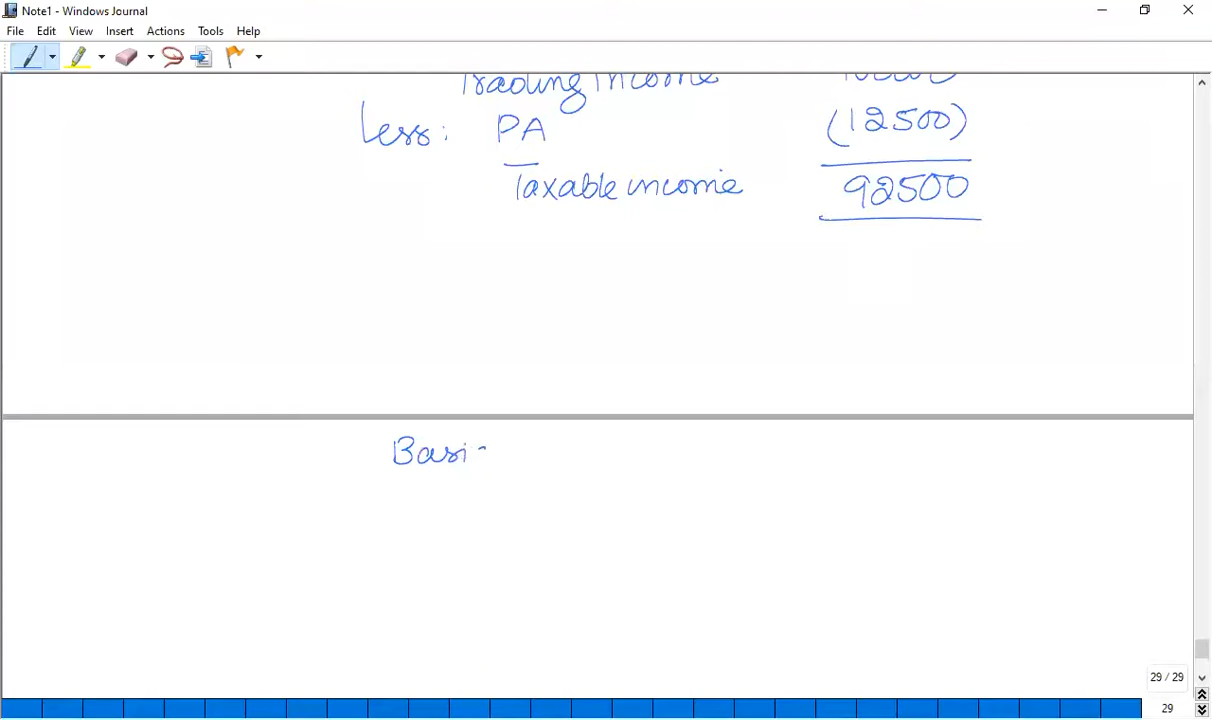 Note1 - Windows Journal
File Edit View Insert Actions Tools Help
Trading income
less: PA (12500)
Taxable income 92500
Basi
29 / 29
29